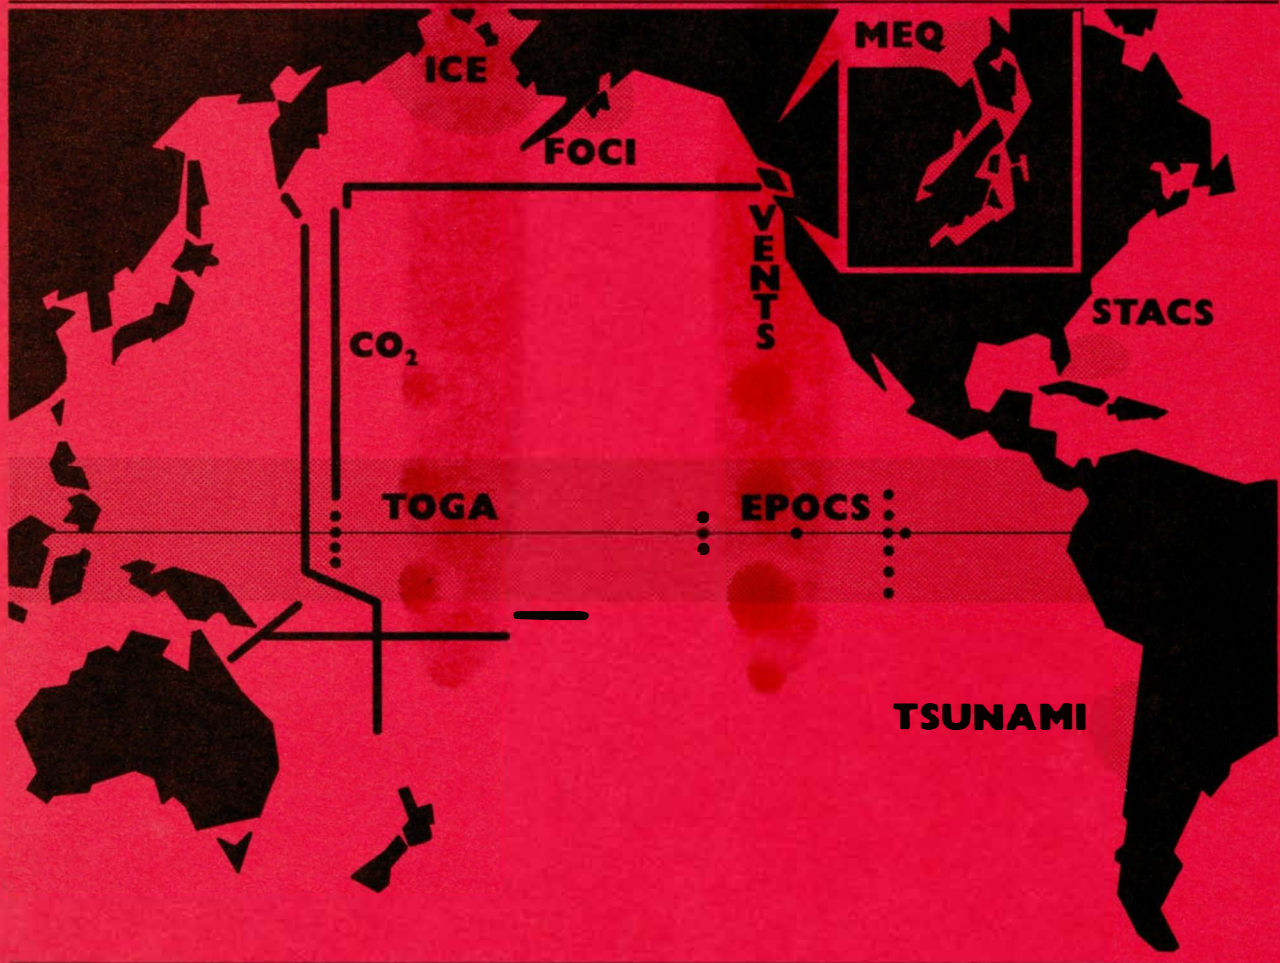 MEQ
ICE
FOCI
VENTS
STACS
CO₂
TOGA
EPOCS
TSUNAMI